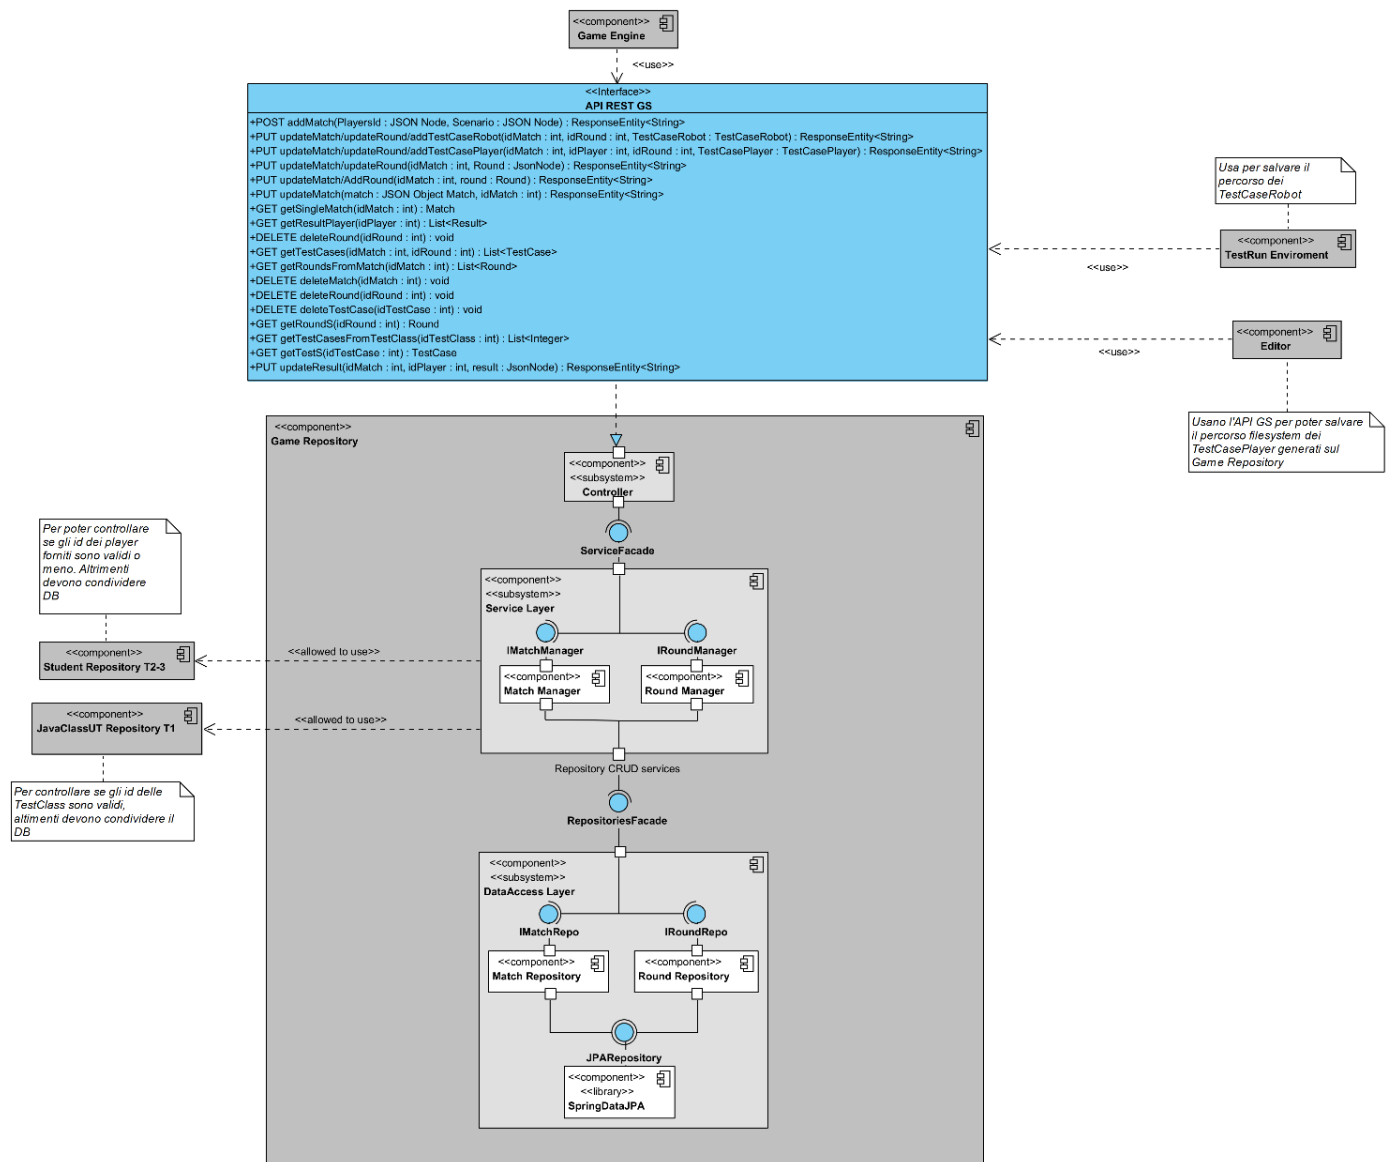 <<component>>
Game Engine
<<use>>
<<Interface>>
API REST GS
+POST addMatch(PlayersId : JSON Node, Scenario : JSON Node) : ResponseEntity<String>
+PUT updateMatch/updateRound/addTestCaseRobot(idMatch : int, idRound : int, TestCaseRobot : TestCaseRobot) : ResponseEntity<String>
+PUT updateMatch/updateRound/addTestCasePlayer(idMatch : int, idPlayer : int, idRound : int, TestCasePlayer : TestCasePlayer) : ResponseEntity<String>
+PUT updateMatch/updateRound(idMatch : int, Round : JsonNode) : ResponseEntity<String>
+PUT updateMatch/AddRound(idMatch : int, round : Round) : ResponseEntity<String>
+PUT updateMatch(match : JSON Object Match, idMatch : int) : ResponseEntity<String>
+GET getSingleMatch(idMatch : int) : Match
+GET getResultPlayer(idPlayer : int) : List<Result>
+DELETE deleteRound(idRound : int) : void
+GET getTestCases(idMatch : int, idRound : int) : List<TestCase>
+GET getRoundsFromMatch(idMatch : int) : List<Round>
+DELETE deleteMatch(idMatch : int) : void
+DELETE deleteRound(idRound : int) : void
+DELETE deleteTestCase(idTestCase : int) : void
+GET getRoundS(idRound : int) : Round
+GET getTestCasesFromTestClass(idTestClass : int) : List<Integer>
+GET getTestS(idTestCase : int) : TestCase
+PUT updateResult(idMatch : int, idPlayer : int, result : JsonNode) : ResponseEntity<String>
Usa per salvare il
percorso dei
TestCaseRobot
<<component>>
TestRun Enviroment
<<use>>
<<component>>
Editor
<<use>>
Usano l'API GS per poter salvare
il percorso filesystem dei
TestCasePlayer generati sul
Game Repository
<<component>>
Game Repository
<<component>>
<<subsystem>>
Controller
ServiceFacade
Per poter controllare
se gli id dei player
forniti sono validi o
meno. Altrimenti
devono condividere
DB
<<component>>
Student Repository T2-3
<<allowed to use>>
<<component>>
JavaClassUT Repository T1
<<allowed to use>>
Per controllare se gli id delle
TestClass sono validi,
altimenti devono condividere il
DB
<<component>>
<<subsystem>>
Service Layer
IMatchManager
IRoundManager
<<component>>
Match Manager
<<component>>
Round Manager
Repository CRUD services
RepositoriesFacade
<<component>>
<<subsystem>>
DataAccess Layer
IMatchRepo
IRoundRepo
<<component>>
Match Repository
<<component>>
Round Repository
JPARepository
<<component>>
<<library>>
SpringDataJPA